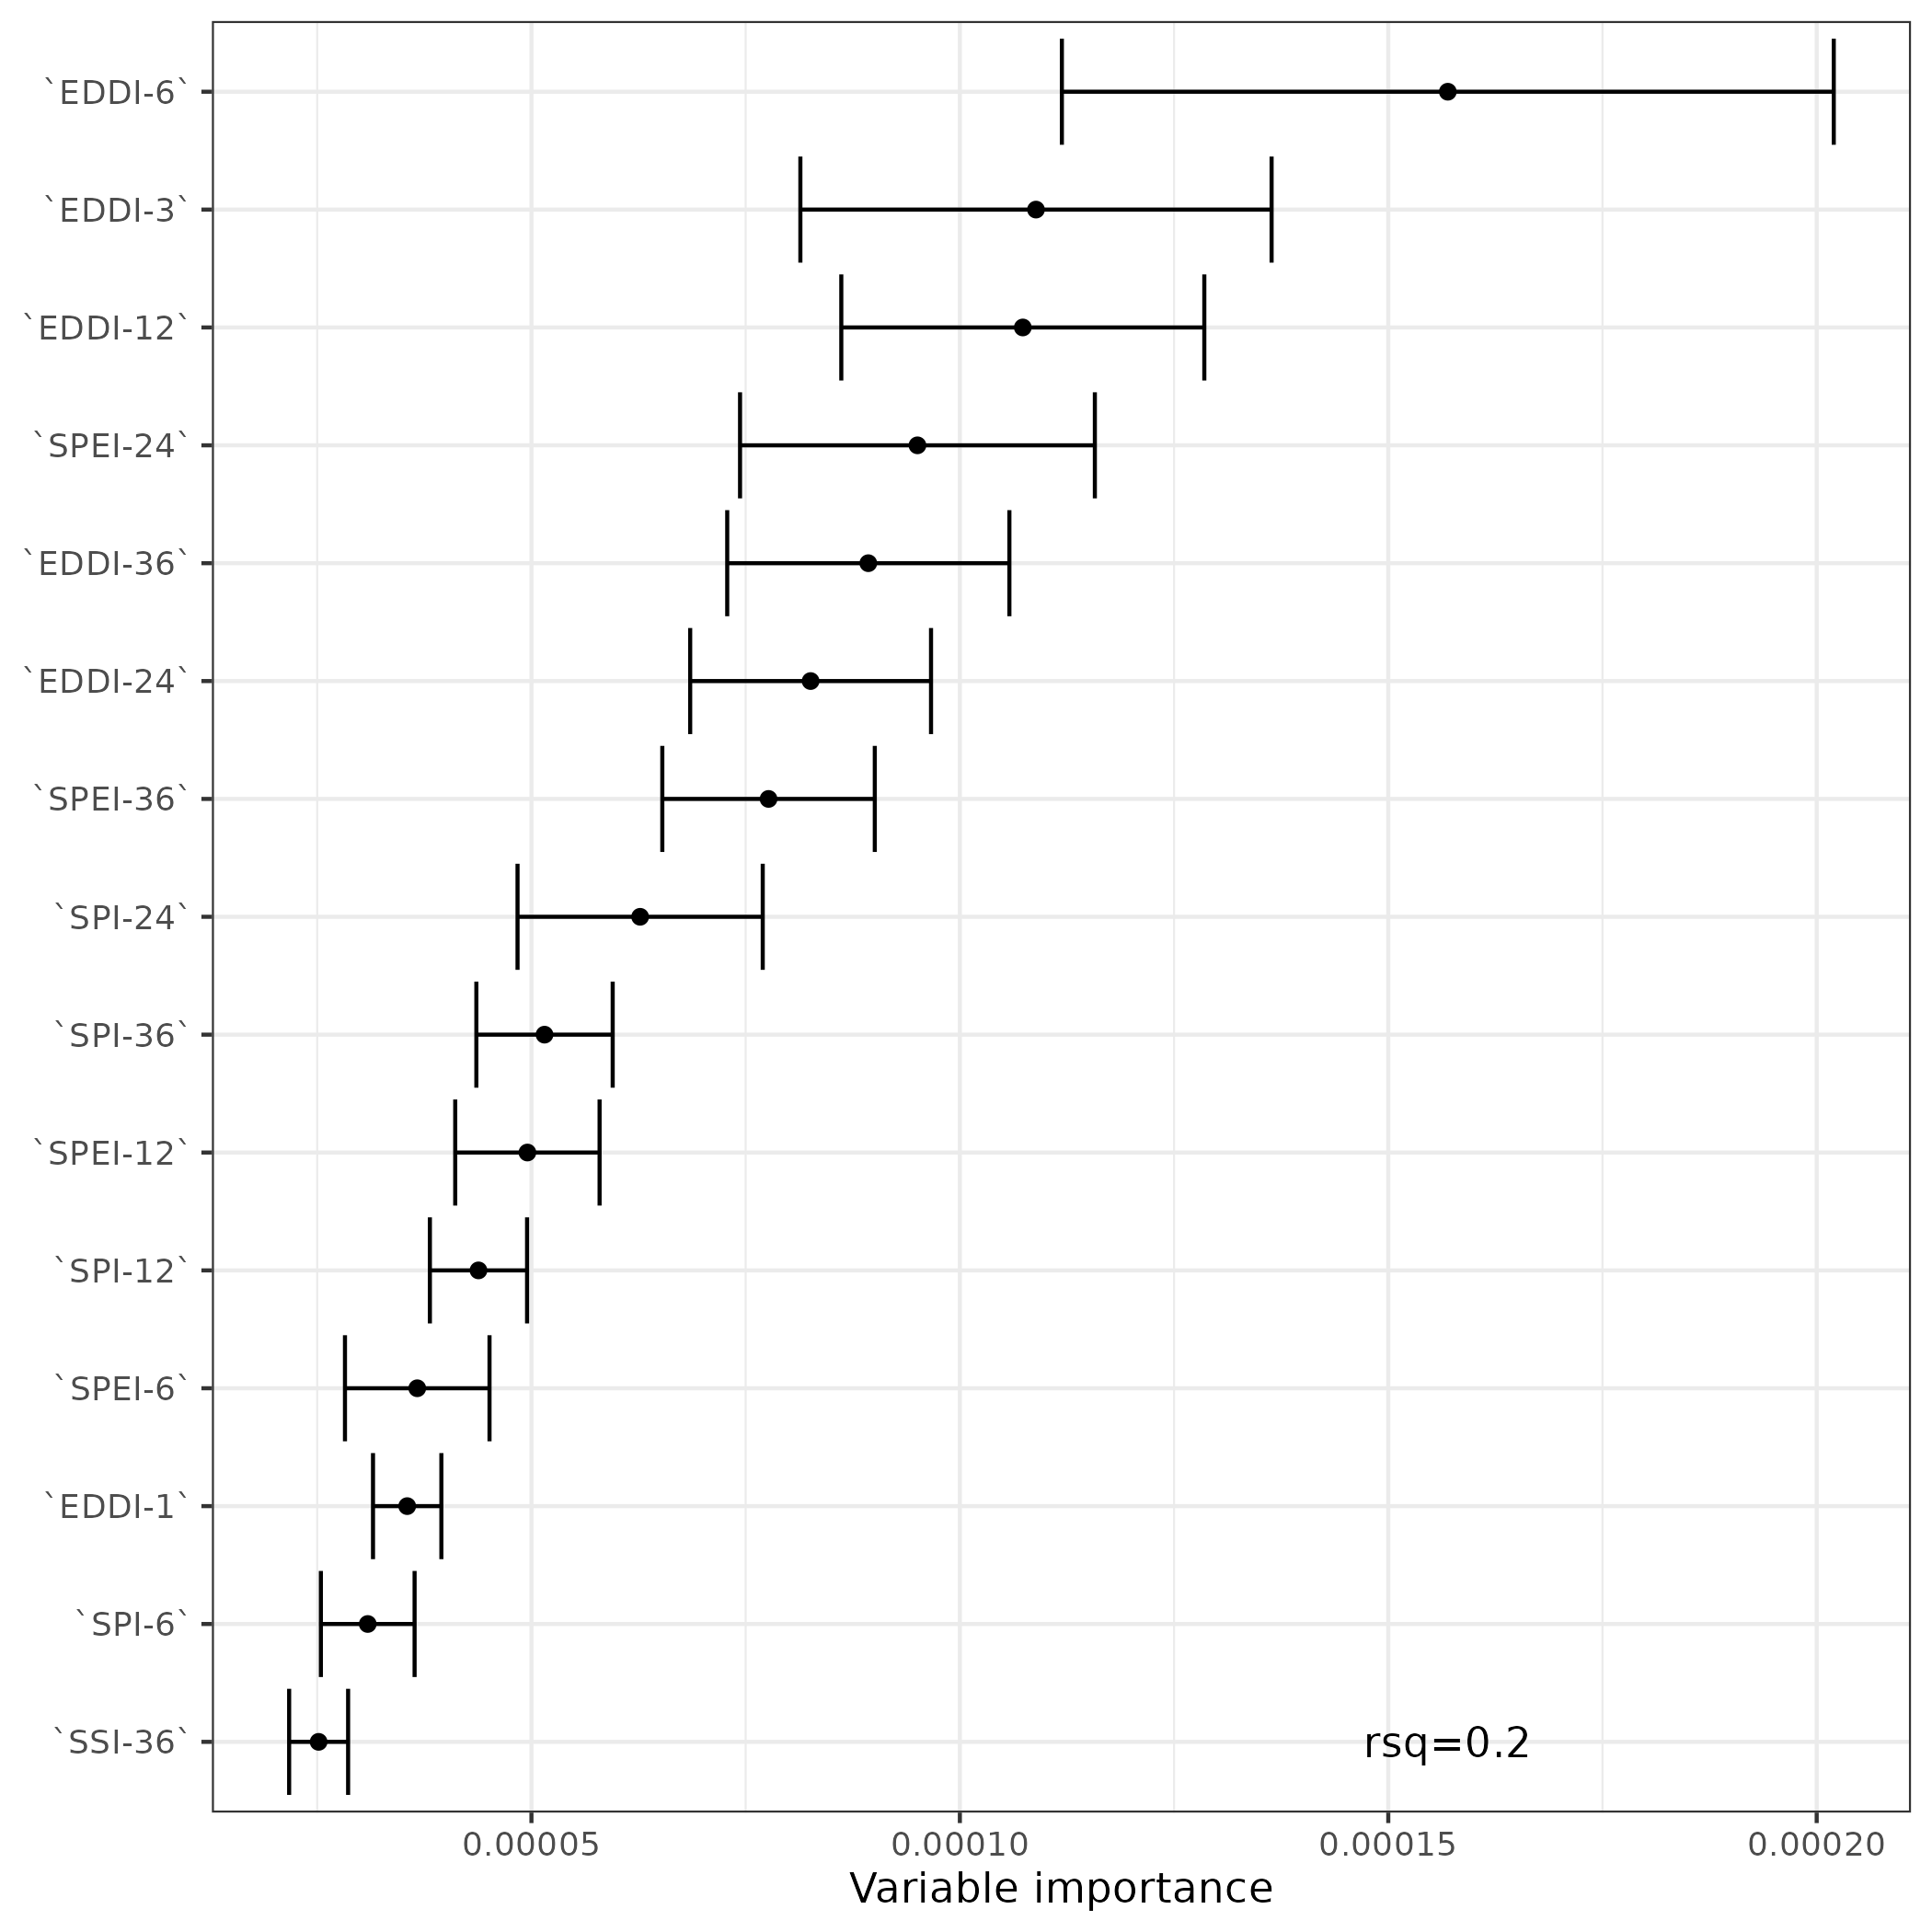 `EDDI-6`
`EDDI-3`
`EDDI-12`
`SPEI-24`
`EDDI-36`
`EDDI-24`
`SPEI-36`
`SPI-24`
`SPI-36`
`SPEI-12`
`SPI-12`
`SPEI-6`
`EDDI-1`
`SPI-6`
`SSI-36`
rsq=0.2
0.00005 0.00010 0.00015 0.00020
Variable importance